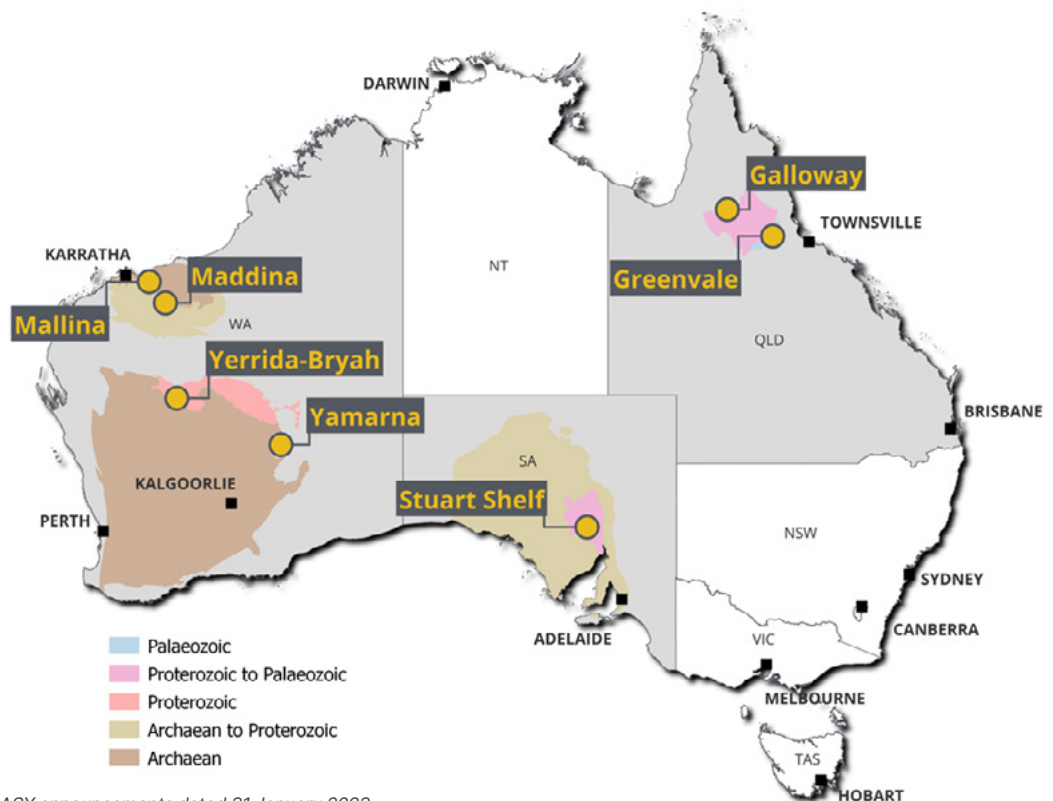 DARWIN
Galloway
TOWNSVILLE
KARRATHA
Maddina
NT
Greenvale
Mallina
WA
QLD
Yerrida-Bryah
BRISBANE
Yamarna
SA
KALGOORLIE
Stuart Shelf
PERTH
NSW
SYDNEY
CANBERRA
ADELAIDE
VIC
Palaeozoic
Proterozoic to Palaeozoic
Proterozoic
Archaean to Proterozoic
Archaean
MELBOURNE
TAS
HOBART